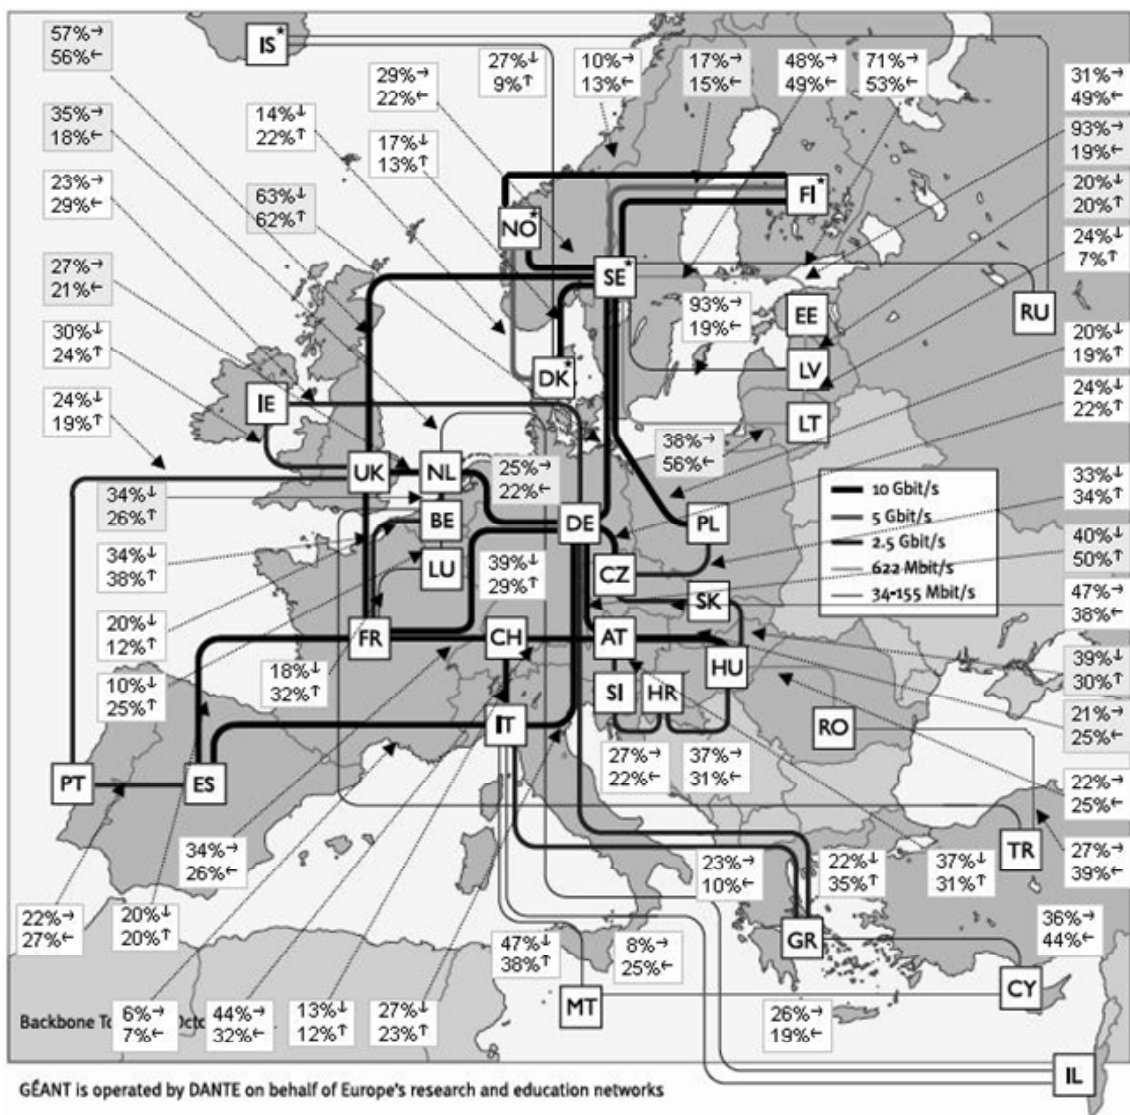 IS*
57%→
56%←
29%→
22%←
27%↓
9%↑
10%→
13%←
17%→
15%←
48%→
49%←
71%→
53%←
31%→
49%←
35%→
18%←
14%↓
22%↑
17%↓
13%↑
93%→
19%←
23%→
29%←
63%↓
62%↑
NO*
FI*
20%↓
20%↑
24%↓
7%↑
27%→
21%←
SE*
93%→
19%←
EE
RU
30%↓
24%↑
IE
DK*
LV
20%↓
19%↑
24%↓
19%↑
LT
24%↓
22%↑
38%→
56%←
UK
NL
25%→
22%←
10 Gbit/s
5 Gbit/s
2.5 Gbit/s
622 Mbit/s
34-155 Mbit/s
33%↓
34%↑
34%↓
26%↑
BE
DE
PL
40%↓
50%↑
34%↓
38%↑
LU
39%↓
29%↑
CZ
SK
47%→
38%←
20%↓
12%↑
FR
CH
AT
HU
39%↓
30%↑
10%↓
25%↑
18%↓
32%↑
SI
HR
21%→
25%←
IT
RO
27%→
22%←
37%→
31%←
22%→
25%←
PT
ES
34%→
26%←
23%→
10%←
22%↓
35%↑
37%↓
31%↑
TR
27%→
39%←
22%→
27%←
20%↓
20%↑
47%↓
38%↑
8%→
25%←
GR
36%→
44%←
MT
CY
Backbone
6%→
7%←
44%→
32%←
13%↓
12%↑
27%↓
23%↑
26%→
19%←
IL
GÉANT is operated by DANTE on behalf of Europe's research and education networks